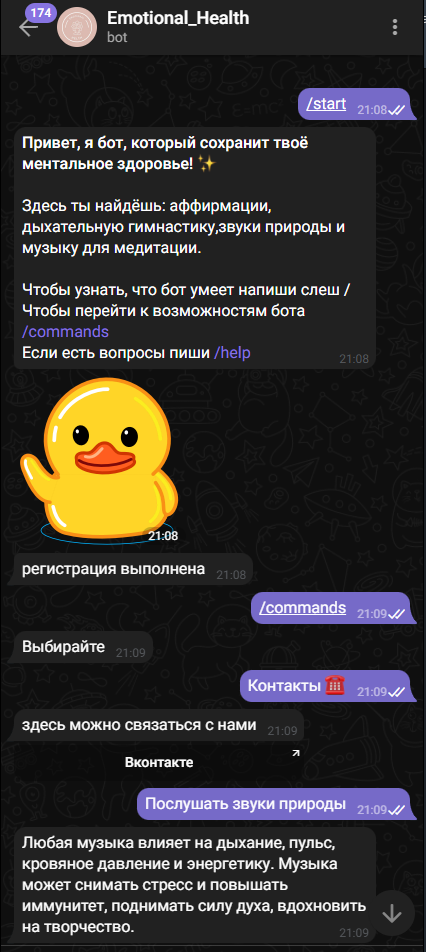 174
Emotional_Health
bot
/start 21:08
Привет, я бот, который сохранит твоё
ментальное здоровье! ✨
Здесь ты найдёшь: аффирмации,
дыхательную гимнастику,звуки природы и
музыку для медитации.
Чтобы узнать, что бот умеет напиши слеш /
Чтобы перейти к возможностям бота
/commands
Если есть вопросы пиши /help 21:08
21:08
регистрация выполнена 21:08
/commands 21:09
Выбирайте 21:09
Контакты ☎️ 21:09
здесь можно связаться с нами 21:09
Вконтакте
Послушать звуки природы 21:09
Любая музыка влияет на дыхание, пульс,
кровяное давление и энергетику. Музыка
может снимать стресс и повышать
иммунитет, поднимать силу духа, вдохновить
на творчество. 21:09